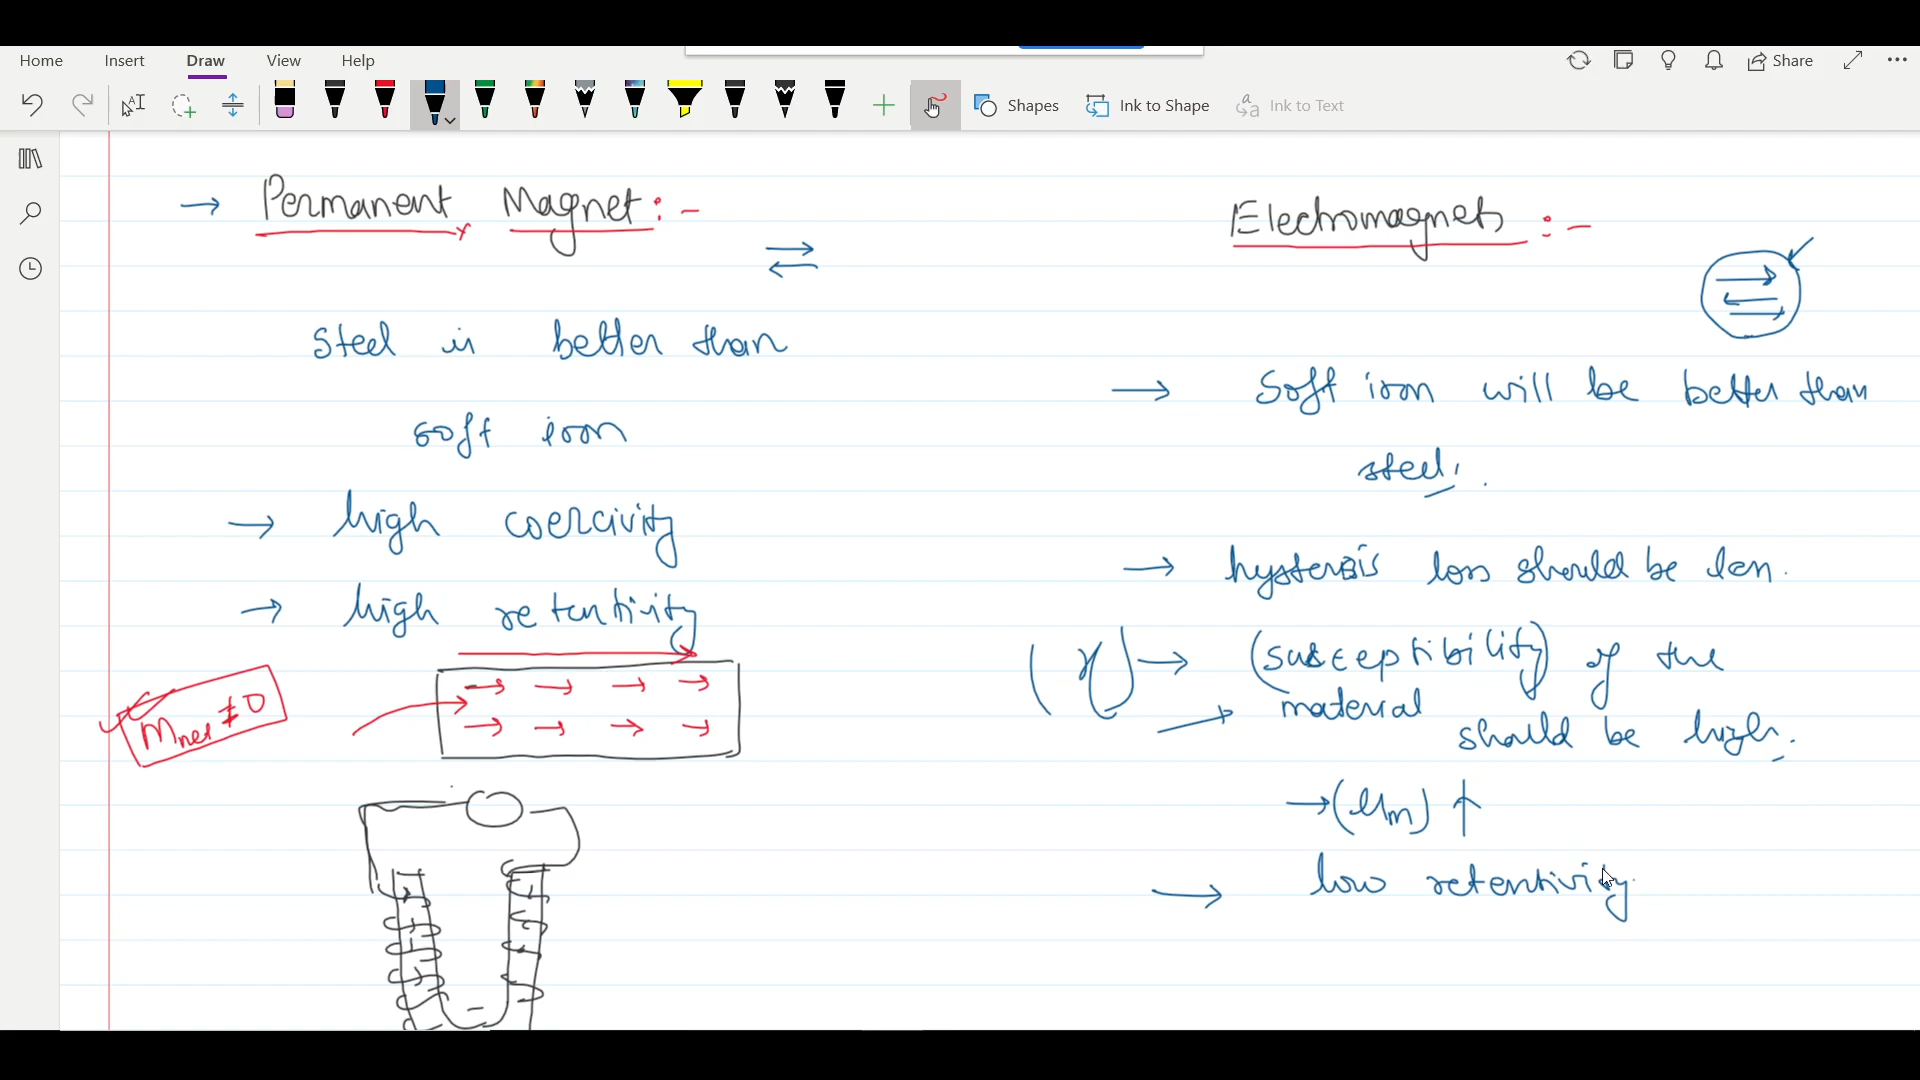 Home Insert Draw View Help
Share
Shapes Ink to Shape Ink to Text
→ Permanent Magnet :-
Steel is better than
soft iron
→ high coercivity
→ high retentivity
Mnet ≠ 0
Electromagnets :-
→ Soft iron will be better than
steel.
→ hysteresis loss should be less.
(χ) → (susceptibility) of the
→ material
should be high.
→ (μm) ↑
→ low retentivity